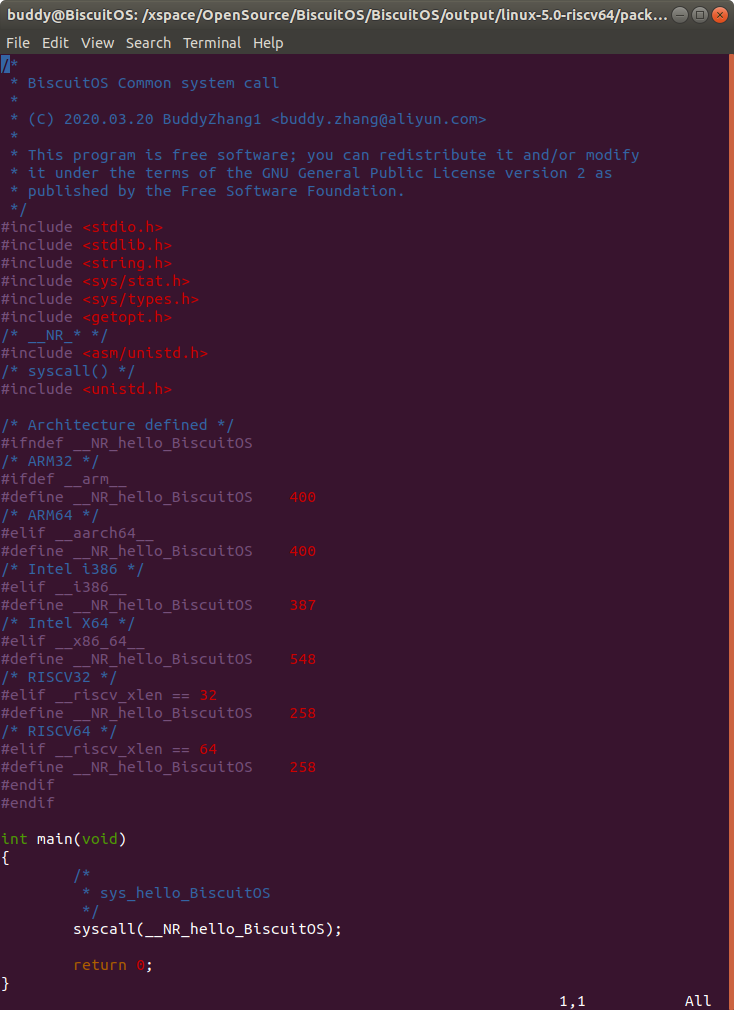 buddy@BiscuitOS: /xspace/OpenSource/BiscuitOS/BiscuitOS/output/linux-5.0-riscv64/pack...
File Edit View Search Terminal Help
/*
 * BiscuitOS Common system call
 *
 * (C) 2020.03.20 BuddyZhang1 <buddy.zhang@aliyun.com>
 *
 * This program is free software; you can redistribute it and/or modify
 * it under the terms of the GNU General Public License version 2 as
 * published by the Free Software Foundation.
 */
#include <stdio.h>
#include <stdlib.h>
#include <string.h>
#include <sys/stat.h>
#include <sys/types.h>
#include <getopt.h>
/* __NR_* */
#include <asm/unistd.h>
/* syscall() */
#include <unistd.h>

/* Architecture defined */
#ifndef __NR_hello_BiscuitOS
/* ARM32 */
#ifdef __arm__
#define __NR_hello_BiscuitOS    400
/* ARM64 */
#elif __aarch64__
#define __NR_hello_BiscuitOS    400
/* Intel i386 */
#elif __i386__
#define __NR_hello_BiscuitOS    387
/* Intel X64 */
#elif __x86_64__
#define __NR_hello_BiscuitOS    548
/* RISCV32 */
#elif __riscv_xlen == 32
#define __NR_hello_BiscuitOS    258
/* RISCV64 */
#elif __riscv_xlen == 64
#define __NR_hello_BiscuitOS    258
#endif
#endif

int main(void)
{
        /*
         * sys_hello_BiscuitOS
         */
        syscall(__NR_hello_BiscuitOS);

        return 0;
}
1,1 All